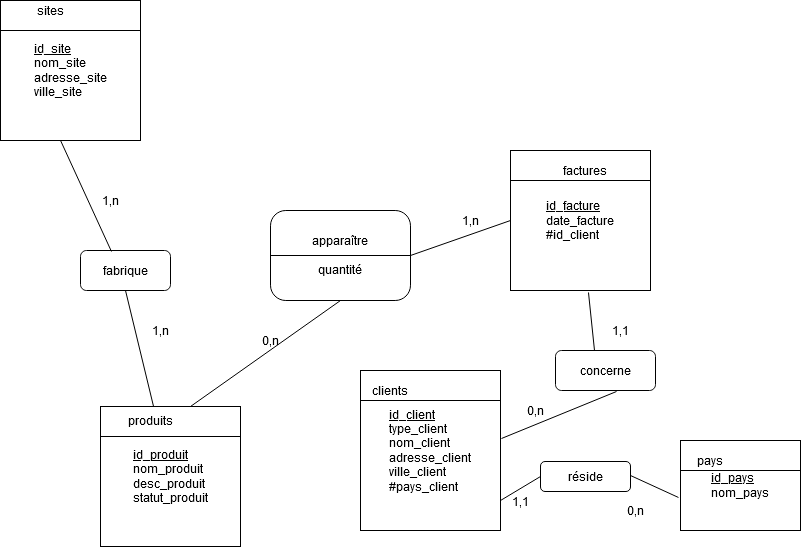 sites
id_site
nom_site
adresse_site
ville_site
1,n
fabrique
1,n
apparaître
quantité
1,n
0,n
factures
id_facture
date_facture
#id_client
1,1
concerne
0,n
produits
id_produit
nom_produit
desc_produit
statut_produit
clients
id_client
type_client
nom_client
adresse_client
ville_client
#pays_client
1,1
réside
0,n
pays
id_pays
nom_pays